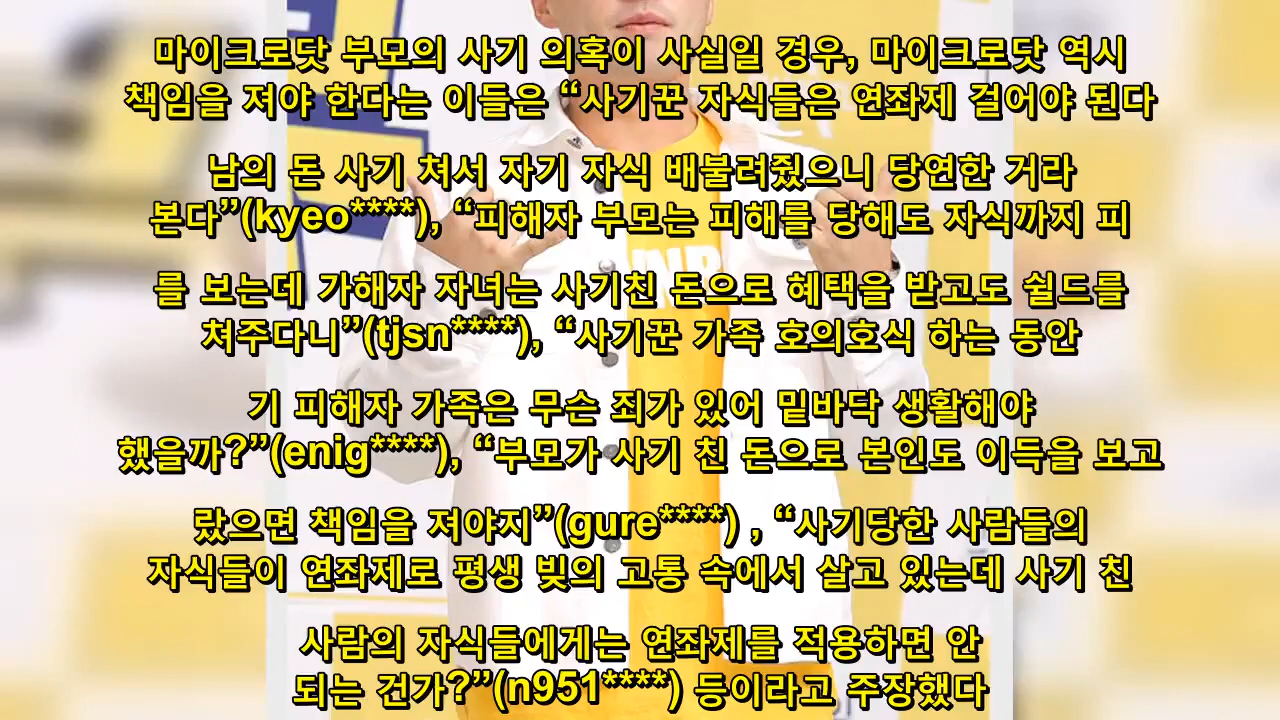 마이크로닷 부모의 사기 의혹이 사실일 경우, 마이크로닷 역시
책임을 져야 한다는 이들은 “사기꾼 자식들은 연좌제 걸어야 된다
남의 돈 사기 쳐서 자기 자식 배불려줬으니 당연한 거라
본다”(kyeo****), “피해자 부모는 피해를 당해도 자식까지 피
를 보는데 가해자 자녀는 사기친 돈으로 혜택을 받고도 쉴드를
쳐주다니”(tjsn****), “사기꾼 가족 호의호식 하는 동안
기 피해자 가족은 무슨 죄가 있어 밑바닥 생활해야
했을까?”(enig****), “부모가 사기 친 돈으로 본인도 이득을 보고
랐으면 책임을 져야지”(gure****) , “사기당한 사람들의
자식들이 연좌제로 평생 빚의 고통 속에서 살고 있는데 사기 친
사람의 자식들에게는 연좌제를 적용하면 안
되는 건가?”(n951****) 등이라고 주장했다